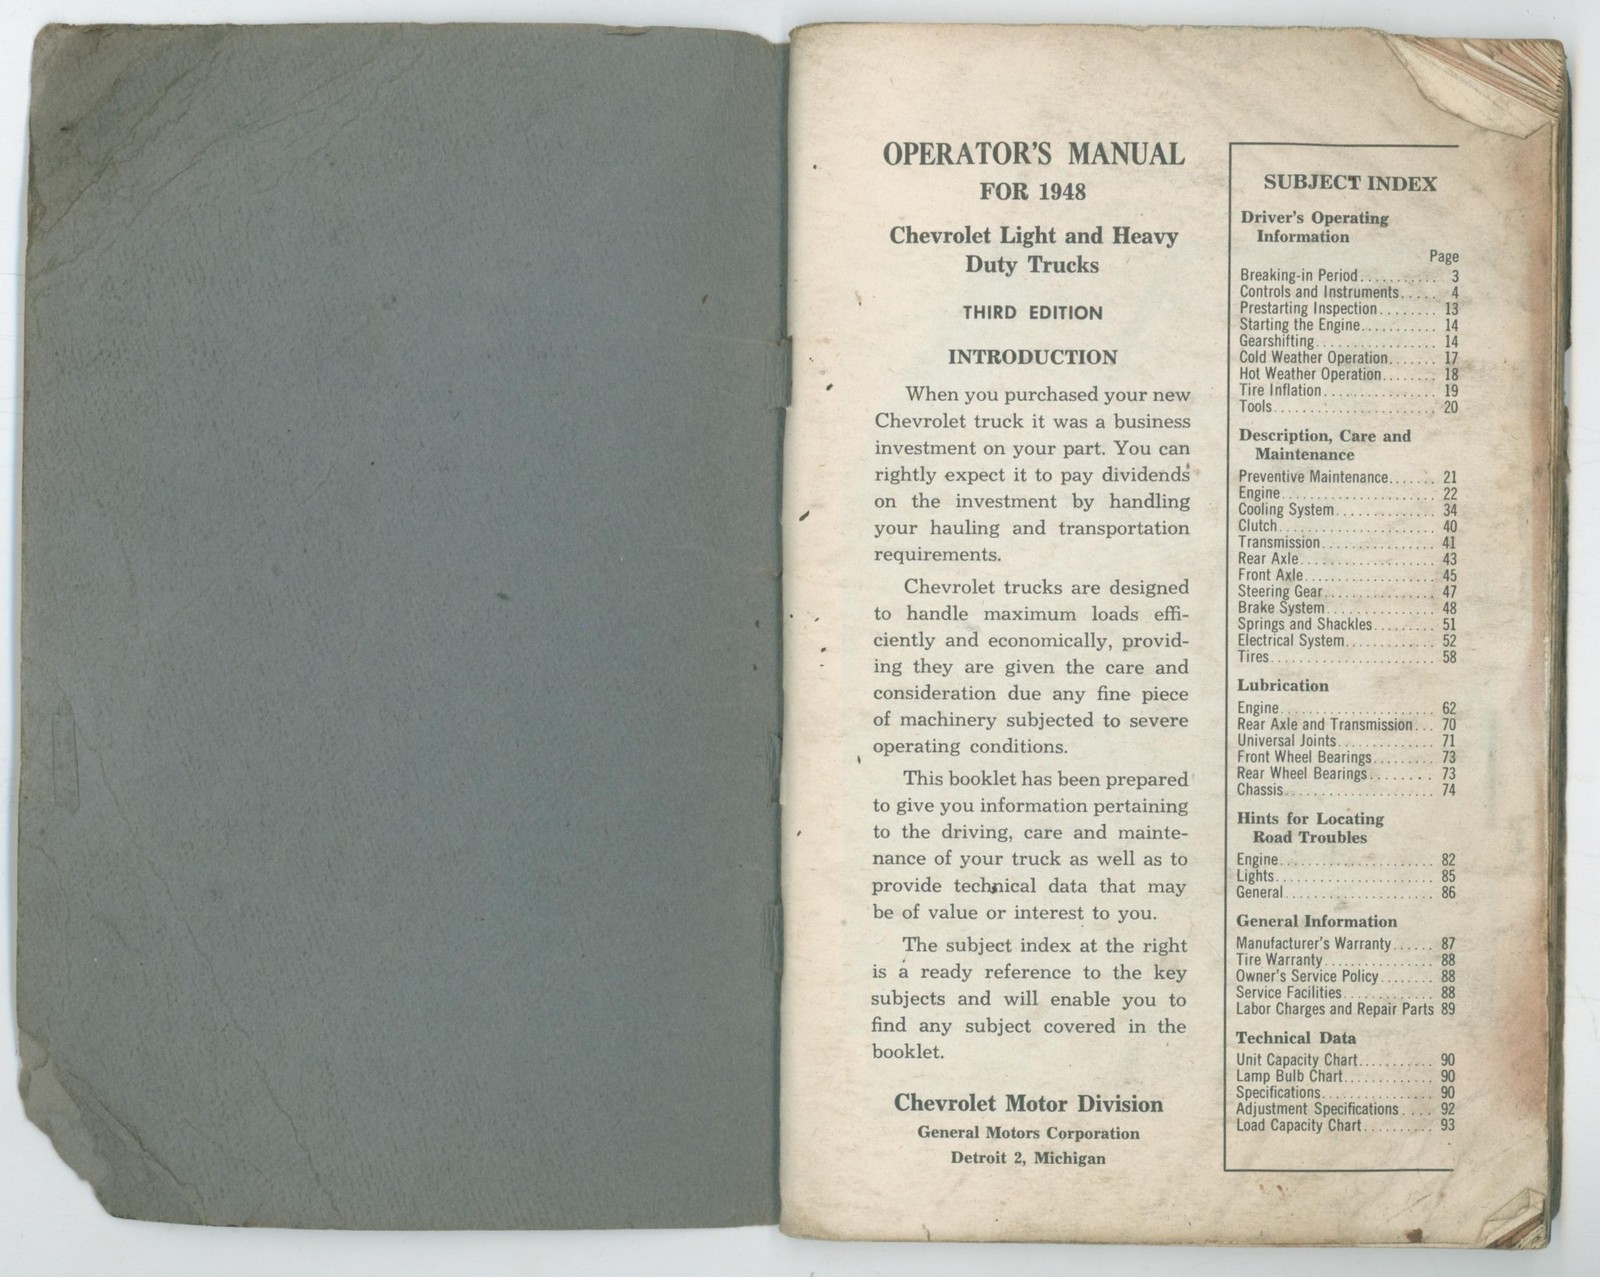 OPERATOR'S MANUAL
FOR 1948
Chevrolet Light and Heavy
Duty Trucks
THIRD EDITION
INTRODUCTION
When you purchased your new
Chevrolet truck it was a business
investment on your part. You can
rightly expect it to pay dividends
on the investment by handling
your hauling and transportation
requirements.
Chevrolet trucks are designed
to handle maximum loads effi-
ciently and economically, provid-
ing they are given the care and
consideration due any fine piece
of machinery subjected to severe
operating conditions.
This booklet has been prepared
to give you information pertaining
to the driving, care and mainte-
nance of your truck as well as to
provide technical data that may
be of value or interest to you.
The subject index at the right
is a ready reference to the key
subjects and will enable you to
find any subject covered in the
booklet.
Chevrolet Motor Division
General Motors Corporation
Detroit 2, Michigan
SUBJECT INDEX
Driver's Operating
Information
Page
Breaking-in Period........... 3
Controls and Instruments..... 4
Prestarting Inspection........ 13
Starting the Engine........... 14
Gearshifting................. 14
Cold Weather Operation....... 17
Hot Weather Operation........ 18
Tire Inflation................ 19
Tools....................... 20
Description, Care and
Maintenance
Preventive Maintenance....... 21
Engine...................... 22
Cooling System.............. 34
Clutch...................... 40
Transmission................ 41
Rear Axle................... 43
Front Axle................... 45
Steering Gear................ 47
Brake System................ 48
Springs and Shackles......... 51
Electrical System............. 52
Tires....................... 58
Lubrication
Engine...................... 62
Rear Axle and Transmission... 70
Universal Joints.............. 71
Front Wheel Bearings......... 73
Rear Wheel Bearings......... 73
Chassis..................... 74
Hints for Locating
Road Troubles
Engine...................... 82
Lights....................... 85
General..................... 86
General Information
Manufacturer's Warranty...... 87
Tire Warranty................ 88
Owner's Service Policy........ 88
Service Facilities............. 88
Labor Charges and Repair Parts 89
Technical Data
Unit Capacity Chart........... 90
Lamp Bulb Chart............. 90
Specifications................ 90
Adjustment Specifications.... 92
Load Capacity Chart.......... 93